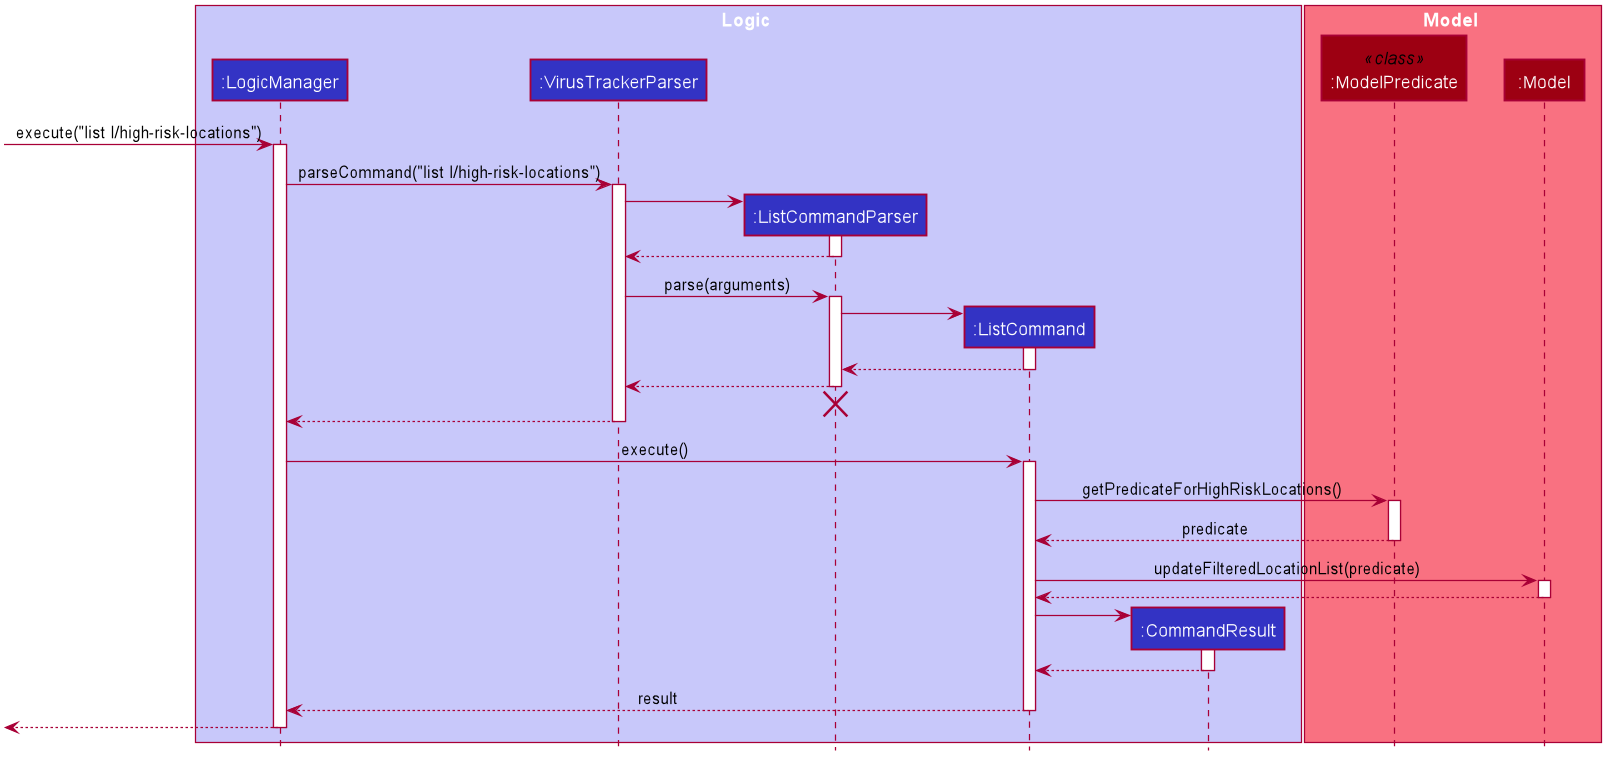 Logic
Model
«class»
:LogicManager
:VirusTrackerParser
:ModelPredicate
:Model
execute("list l/high-risk-locations")
parseCommand("list l/high-risk-locations")
:ListCommandParser
parse(arguments)
:ListCommand
execute()
getPredicateForHighRiskLocations()
predicate
updateFilteredLocationList(predicate)
:CommandResult
result